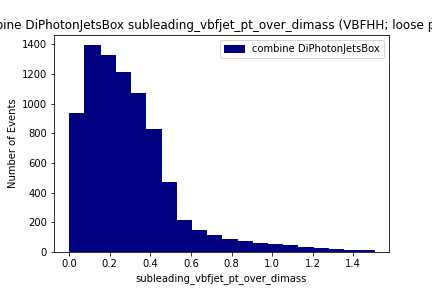 bine DiPhotonJetsBox subleading_vbfjet_pt_over_dimass (VBFHH; loose p
combine DiPhotonJetsBox
1400
1200
1000
800
600
400
200
0
Number of Events
0.0 0.2 0.4 0.6 0.8 1.0 1.2 1.4
subleading_vbfjet_pt_over_dimass